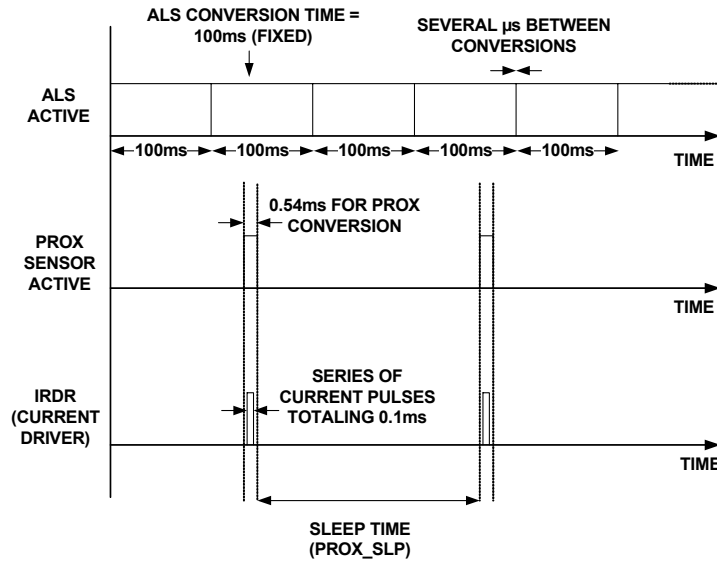 ALS CONVERSION TIME =
100ms (FIXED)
SEVERAL µs BETWEEN
CONVERSIONS
ALS
ACTIVE
100ms
100ms
100ms
100ms
100ms
TIME
0.54ms FOR PROX
CONVERSION
PROX
SENSOR
ACTIVE
TIME
IRDR
(CURRENT
DRIVER)
SERIES OF
CURRENT PULSES
TOTALING 0.1ms
TIME
SLEEP TIME
(PROX_SLP)